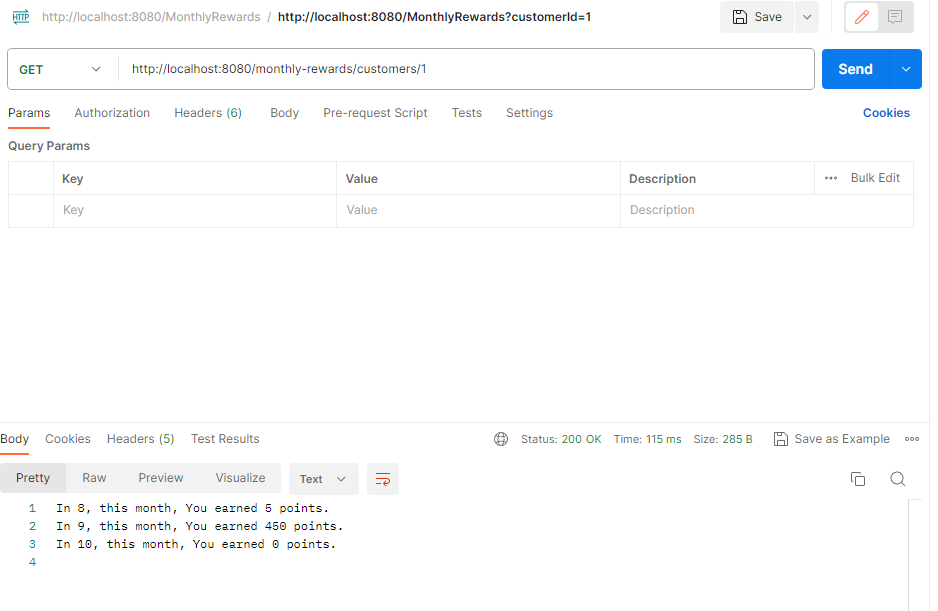 HTTP http://localhost:8080/MonthlyRewards / http://localhost:8080/MonthlyRewards?customerId=1 Save
GET http://localhost:8080/monthly-rewards/customers/1 Send
Params Authorization Headers (6) Body Pre-request Script Tests Settings Cookies
Query Params
Key Value Description ••• Bulk Edit
Key Value Description
Body Cookies Headers (5) Test Results Status: 200 OK Time: 115 ms Size: 285 B Save as Example
Pretty Raw Preview Visualize Text
1 In 8, this month, You earned 5 points.
2 In 9, this month, You earned 450 points.
3 In 10, this month, You earned 0 points.
4